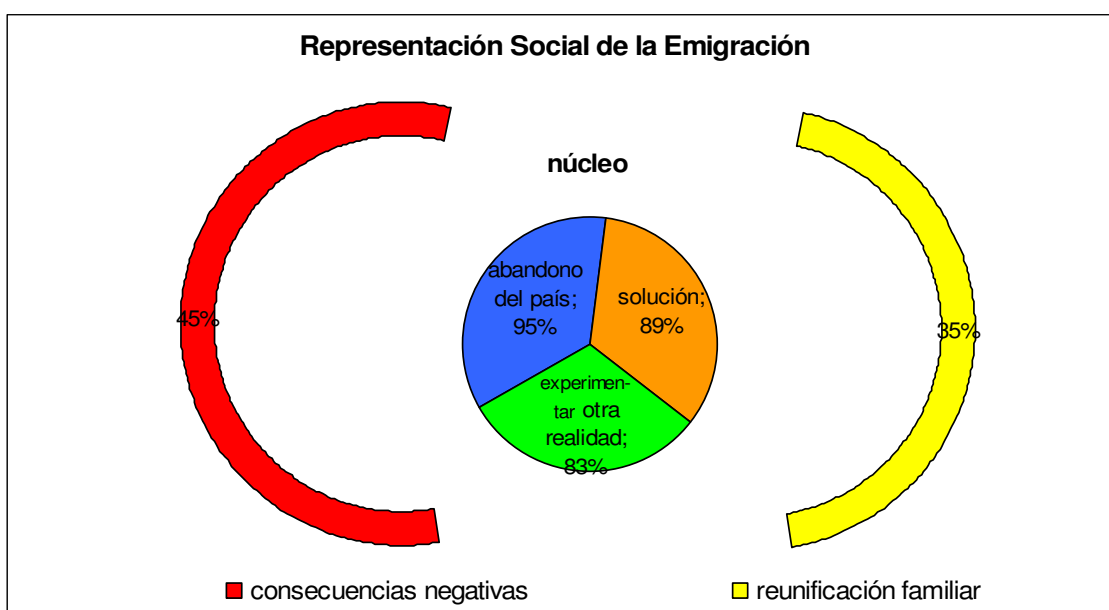 Representación Social de la Emigración
núcleo
abandono
del país;
95%
solución;
89%
experimen-
tar otra
realidad;
83%
45%
35%
consecuencias negativas
reunificación familiar